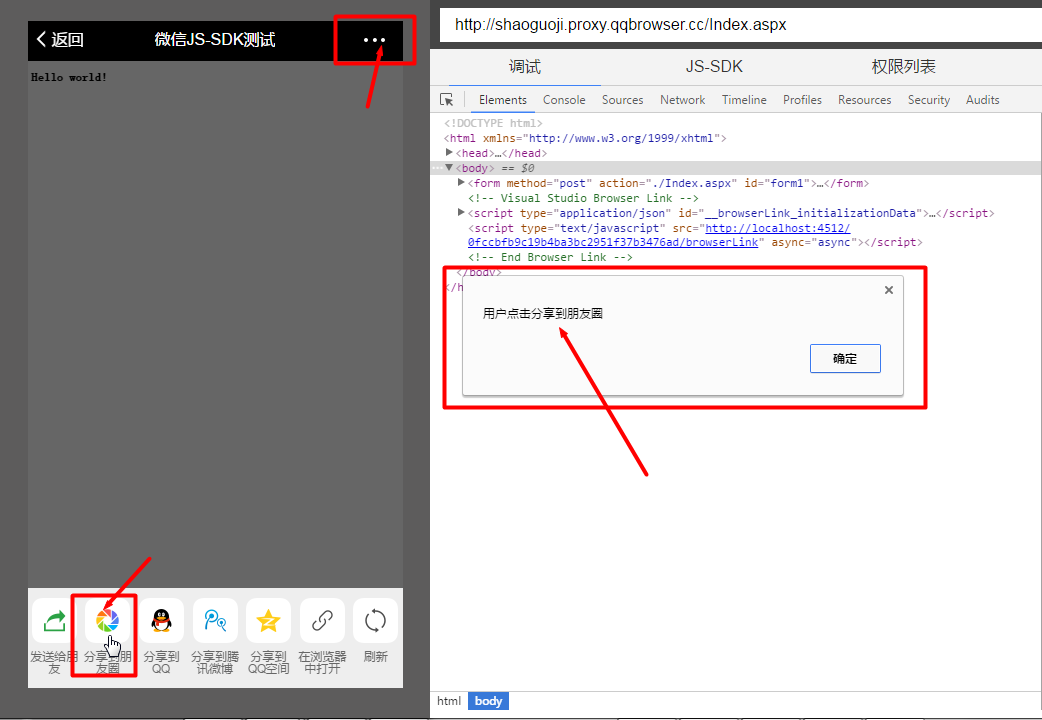 返回
微信JS-SDK测试
Hello world!
发送给朋
友
分享到朋
友圈
分享到
QQ
分享到腾
讯微博
分享到
QQ空间
在浏览器
中打开
刷新
http://shaoguoji.proxy.qqbrowser.cc/Index.aspx
调试 JS-SDK 权限列表
Elements Console Sources Network Timeline Profiles Resources Security Audits
<!DOCTYPE html>
<html xmlns="http://www.w3.org/1999/xhtml">
<head>…</head>
<body> == $0
<form method="post" action="./Index.aspx" id="form1">…</form>
<!-- Visual Studio Browser Link -->
<script type="application/json" id="__browserLink_initializationData">…</script>
<script type="text/javascript" src="http://localhost:4512/
0fccbfb9c19b4ba3bc2951f37b3476ad/browserLink" async="async"></script>
<!-- End Browser Link -->
</body>
</h
用户点击分享到朋友圈
确定
html body